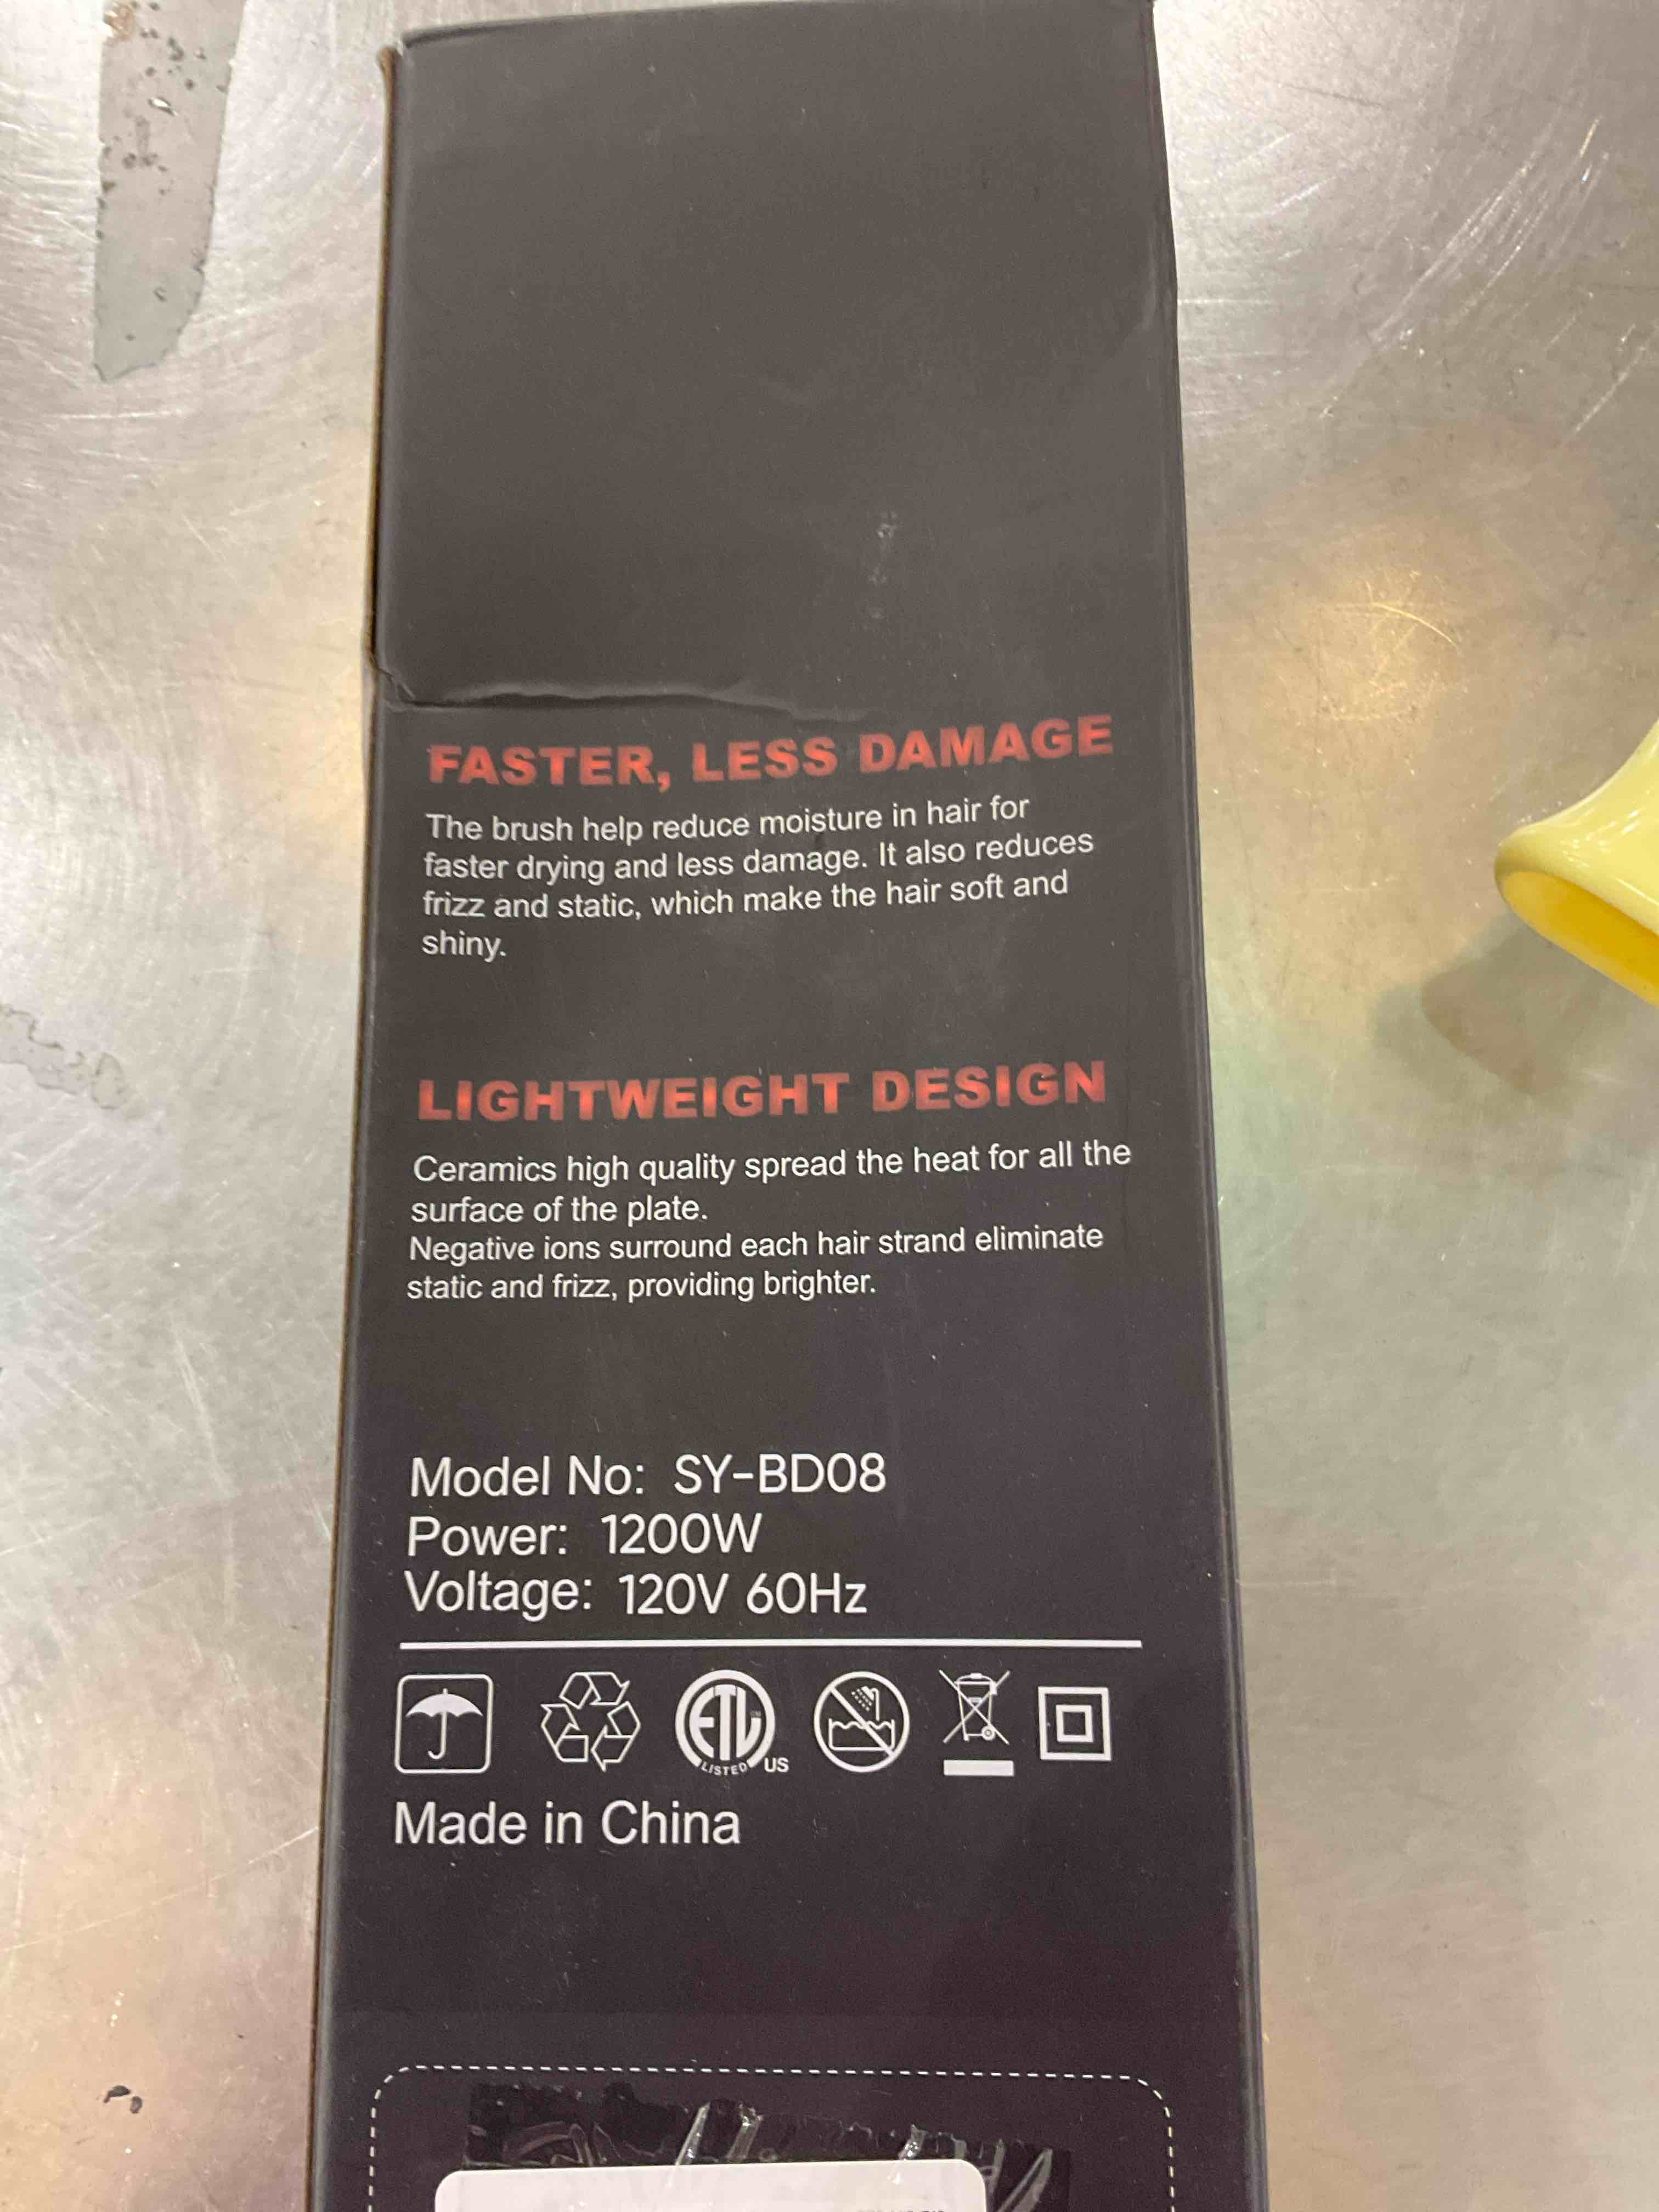 FASTER, LESS DAMAGE
The brush help reduce moisture in hair for
faster drying and less damage. It also reduces
frizz and static, which make the hair soft and
shiny.
LIGHTWEIGHT DESIGN
Ceramics high quality spread the heat for all the
surface of the plate.
Negative ions surround each hair strand eliminate
static and frizz, providing brighter.
Model No: SY-BD08
Power: 1200W
Voltage: 120V 60Hz
ETL LISTED US
Made in China